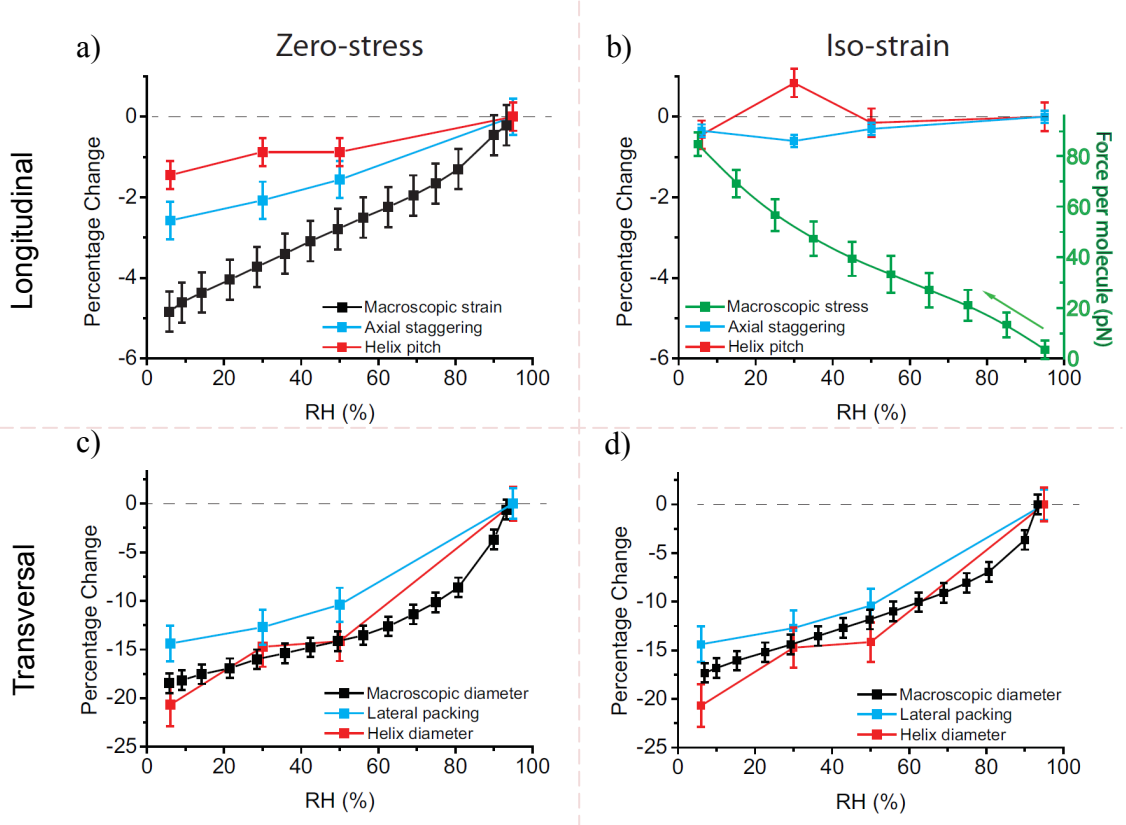 Zero-stress
Iso-strain
Longitudinal
Transversal
a)
Percentage Change
0
-2
-4
-6
Macroscopic strain
Axial staggering
Helix pitch
0 20 40 60 80 100
RH (%)
b)
Percentage Change
0
-2
-4
-6
Macroscopic stress
Axial staggering
Helix pitch
80
60
40
20
0
Force per molecule (pN)
0 20 40 60 80 100
RH (%)
c)
Percentage Change
0
-5
-10
-15
-20
-25
Macroscopic diameter
Lateral packing
Helix diameter
0 20 40 60 80 100
RH (%)
d)
Percentage Change
0
-5
-10
-15
-20
-25
Macroscopic diameter
Lateral packing
Helix diameter
0 20 40 60 80 100
RH (%)